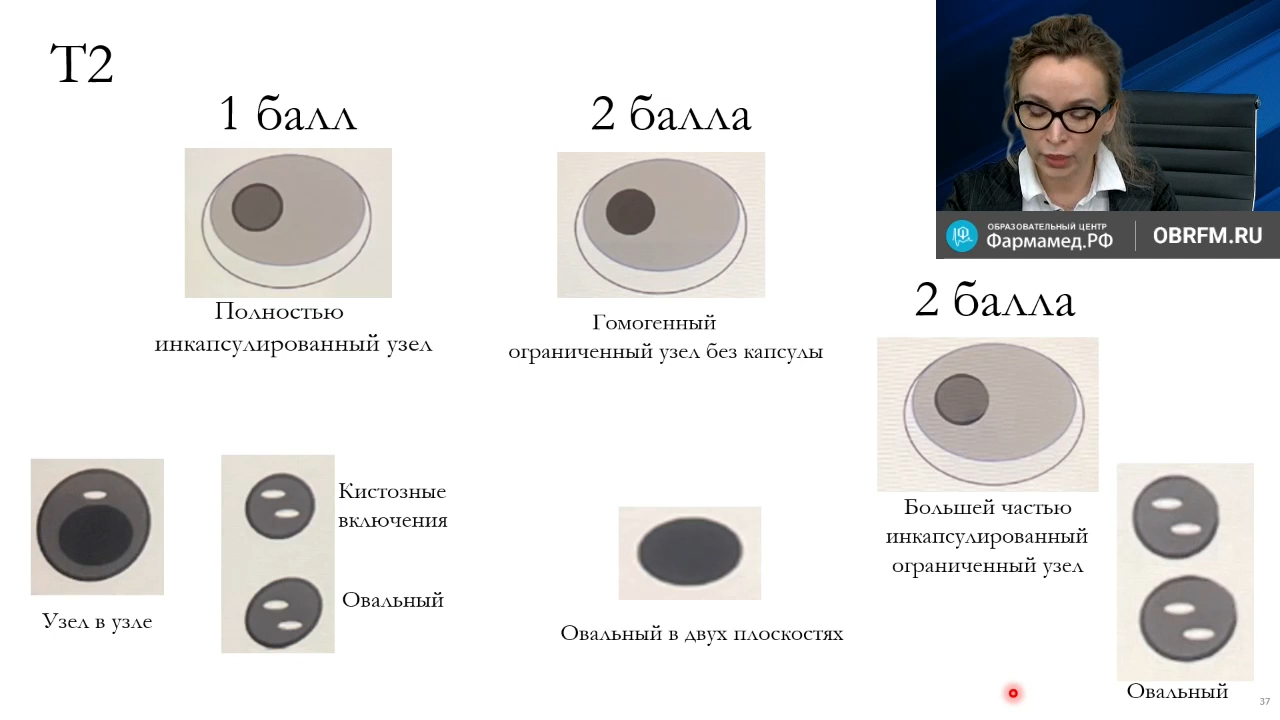 T2
1 балл
Полностью
инкапсулированный узел
Узел в узле
Кистозные
включения
Овальный
2 балла
Гомогенный
ограниченный узел без капсулы
Овальный в двух плоскостях
ОБРАЗОВАТЕЛЬНЫЙ ЦЕНТР
Фармамед.РФ
OBRFM.RU
2 балла
Большей частью
инкапсулированный
ограниченный узел
Овальный
37